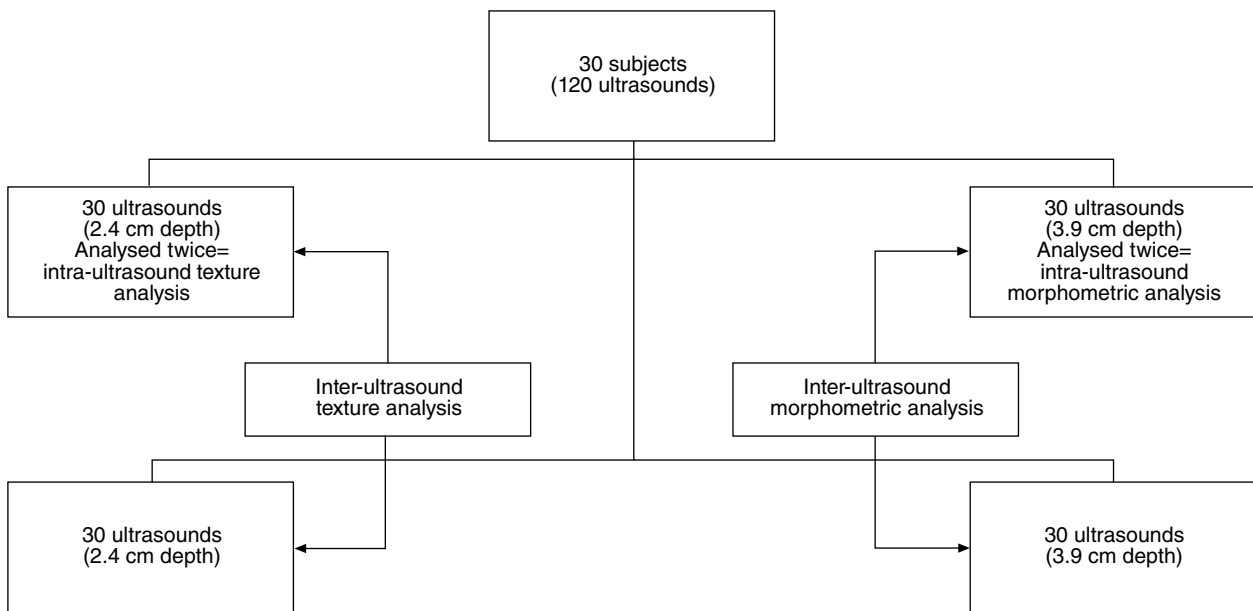 30 subjects
(120 ultrasounds)
30 ultrasounds
(2.4 cm depth)
Analysed twice=
intra-ultrasound texture
analysis
30 ultrasounds
(3.9 cm depth)
Analysed twice=
intra-ultrasound
morphometric analysis
Inter-ultrasound
texture analysis
Inter-ultrasound
morphometric analysis
30 ultrasounds
(2.4 cm depth)
30 ultrasounds
(3.9 cm depth)